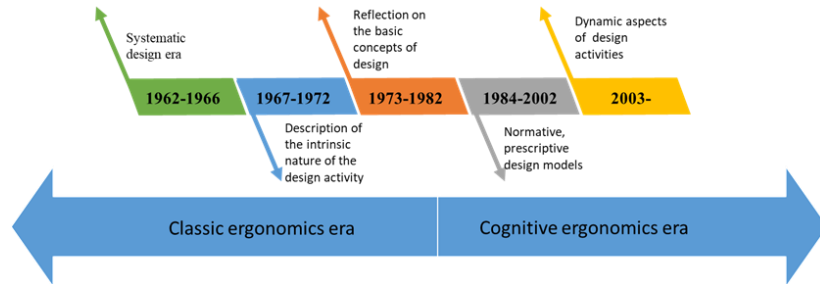 Systematic
design era
Reflection on
the basic
concepts of
design
Dynamic aspects
of design
activities
1962-1966
1967-1972
1973-1982
1984-2002
2003-
Description of
the intrinsic
nature of the
design activity
Normative,
prescriptive
design models
Classic ergonomics era
Cognitive ergonomics era